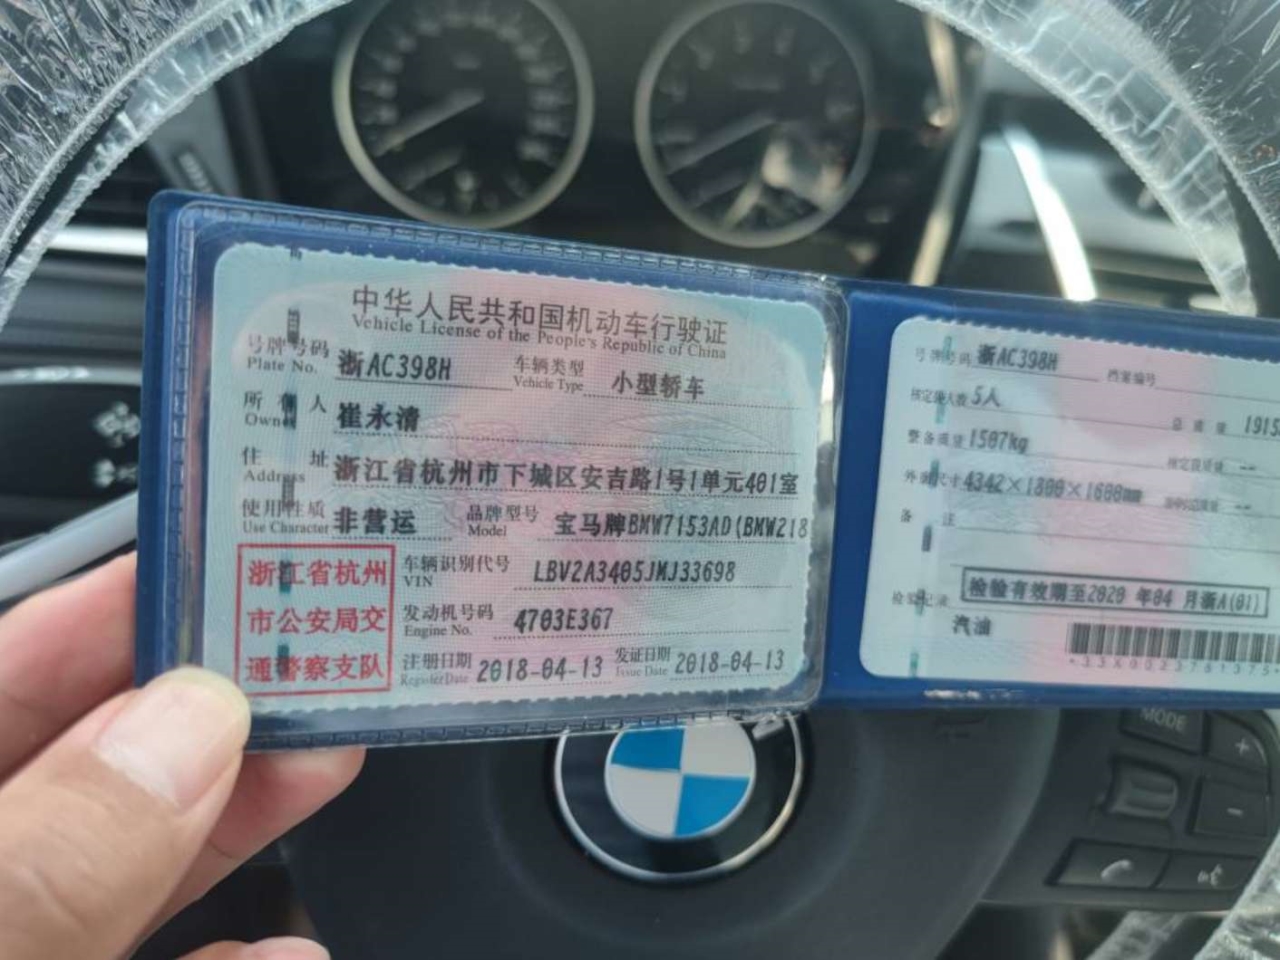 中华人民共和国机动车行驶证
Vehicle License of the People's Republic of China
号牌号码 浙AC398H 车辆类型 小型轿车
Plate No. Vehicle Type
所有人 崔永清
Owner
住址 浙江省杭州市下城区安吉路1号1单元401室
Address
使用性质 非营运 品牌型号 宝马牌BMW7153AD(BMW218
Use Character Model
浙江省杭州
市公安局交
通警察支队
车辆识别代号 LBV2A3405JMJ33698
VIN
发动机号码 4703E367
Engine No.
注册日期 2018-04-13 发证日期 2018-04-13
Register Date Issue Date
号牌号码 浙AC398H 档案编号
核定载人数 5人 总质量 1915
整备质量 1507kg 核定载质量 --
外廓尺寸 4342×1800×1600mm --
备注
检验记录 检验有效期至2020 年04 月浙A(01)
汽油
MODE